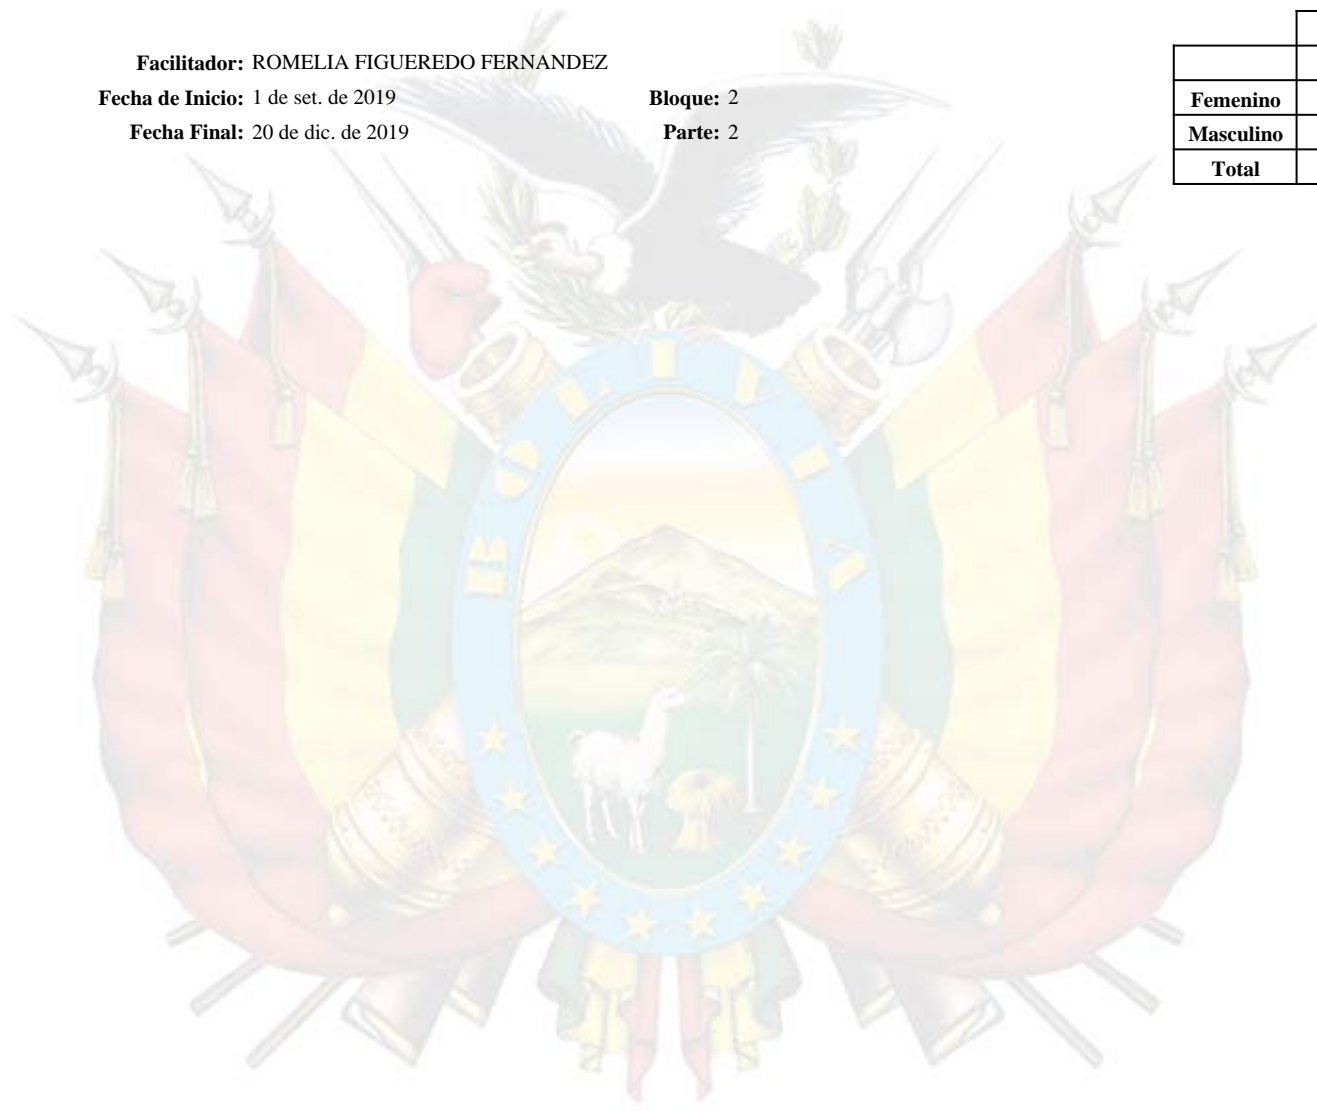 Facilitador: ROMELIA FIGUEREDO FERNANDEZ
Fecha de Inicio: 1 de set. de 2019 Bloque: 2
Fecha Final: 20 de dic. de 2019 Parte: 2
Femenino
Masculino
Total
BOLIVIA